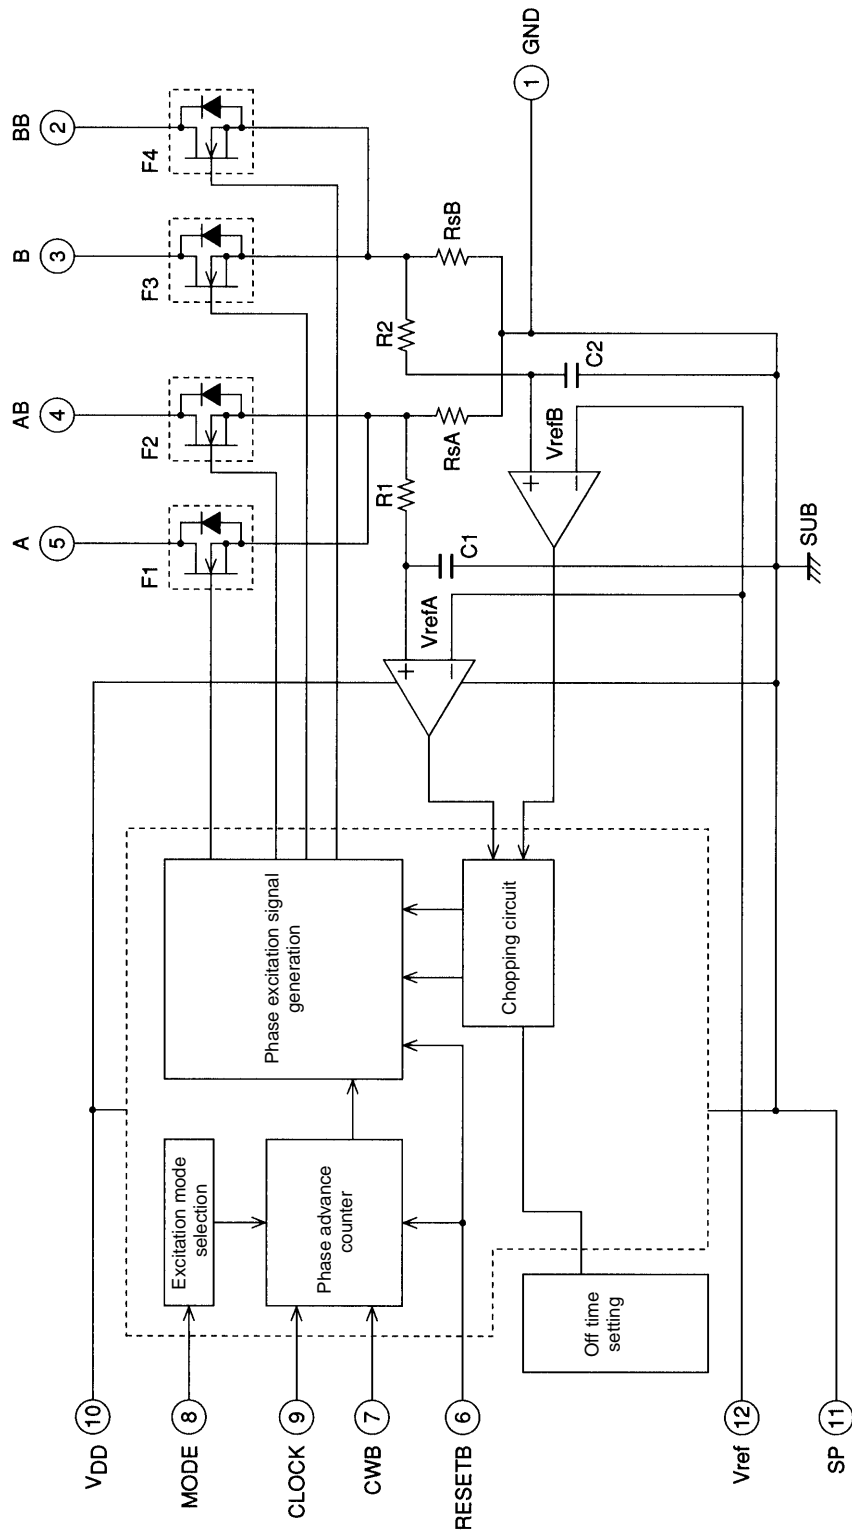 VDD 10
MODE 8
CLOCK 9
CWB 7
RESETB 6
Vref 12
SP 11
Excitation mode
selection
Phase advance
counter
Off time
setting
Phase excitation signal
generation
Chopping circuit
A 5
AB 4
B 3
BB 2
F1
F2
F3
F4
VrefA
+
−
C1
R1
RsA
VrefB
+
−
R2
C2
RsB
SUB
1 GND